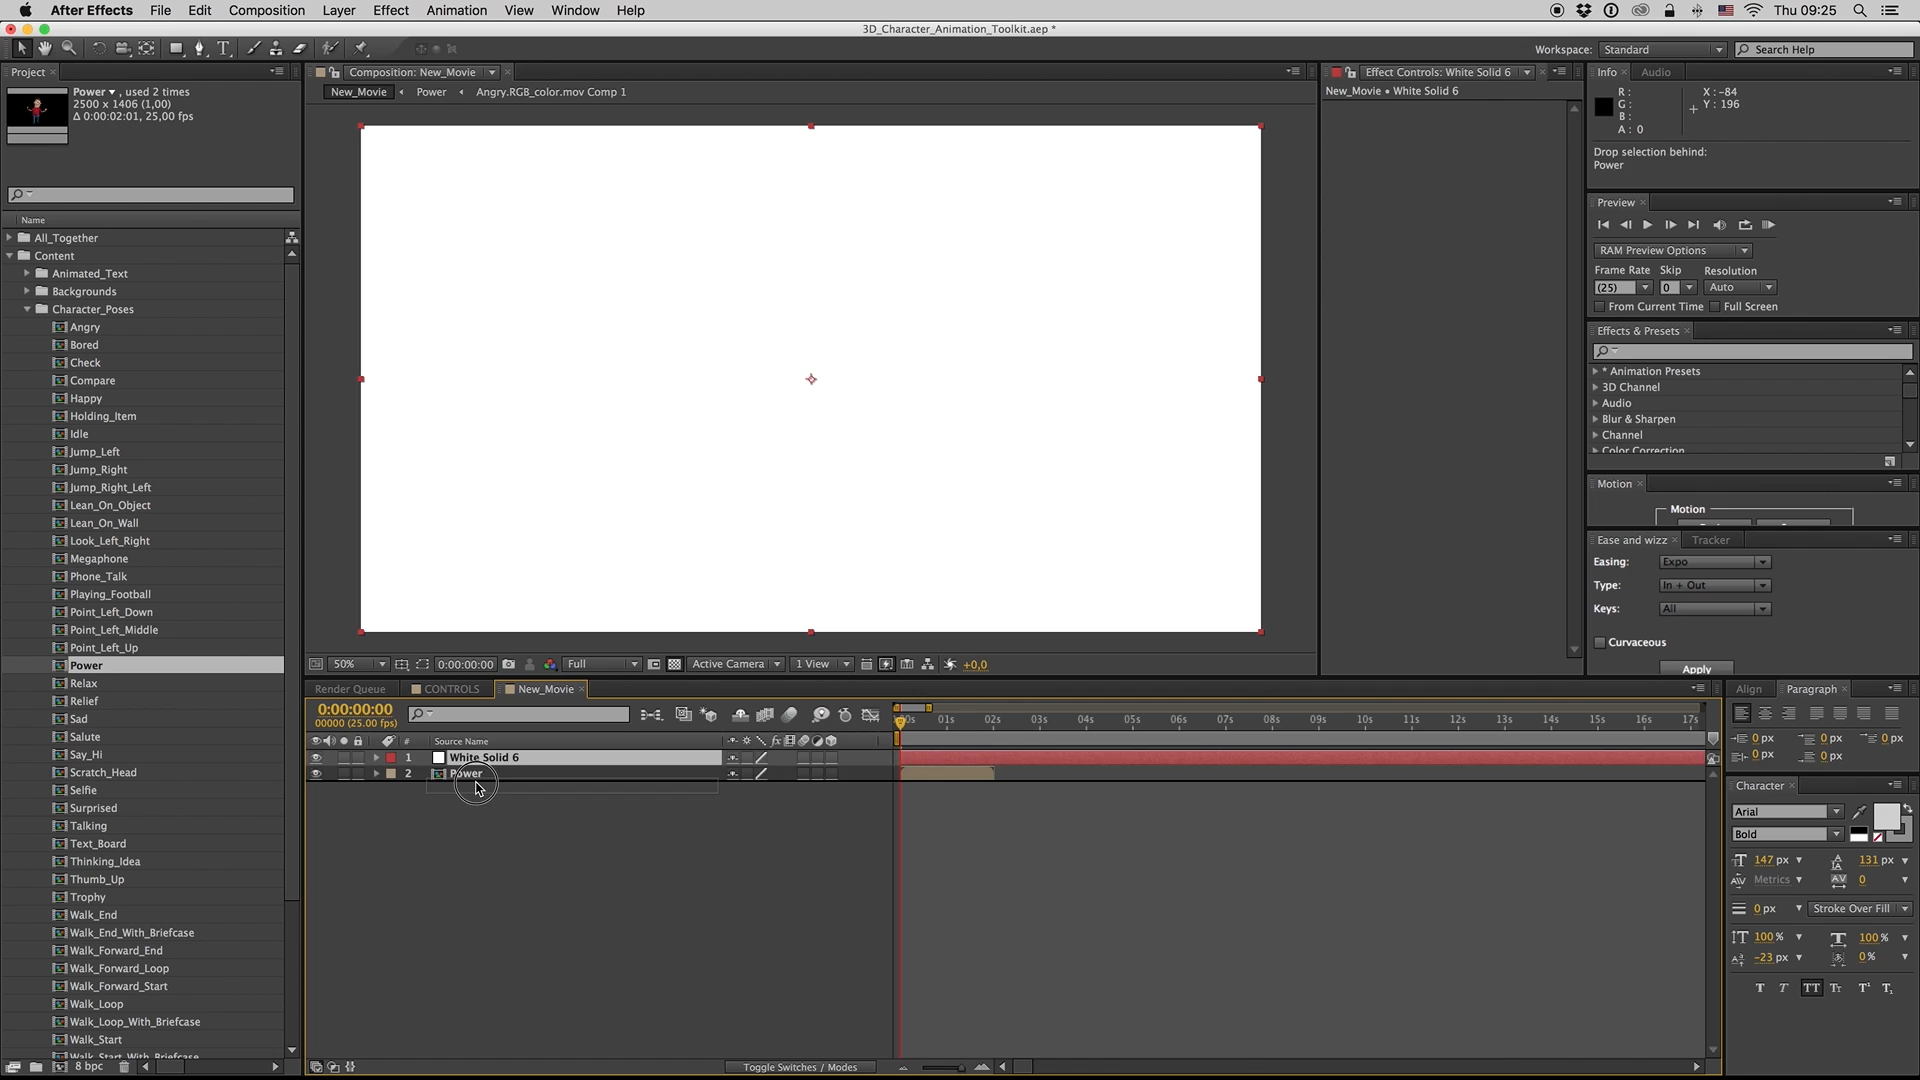 After Effects File Edit Composition Layer Effect Animation View Window Help Thu 09:25
3D_Character_Animation_Toolkit.aep *
Workspace: Standard Search Help
Project
Power , used 2 times
2500 x 1406 (1,00)
Δ 0:00:02:01, 25,00 fps
Name
All_Together
Content
Animated_Text
Backgrounds
Character_Poses
Angry
Bored
Check
Compare
Happy
Holding_Item
Idle
Jump_Left
Jump_Right
Jump_Right_Left
Lean_On_Object
Lean_On_Wall
Look_Left_Right
Megaphone
Phone_Talk
Playing_Football
Point_Left_Down
Point_Left_Middle
Point_Left_Up
Power
Relax
Relief
Sad
Salute
Say_Hi
Scratch_Head
Selfie
Surprised
Talking
Text_Board
Thinking_Idea
Thumb_Up
Trophy
Walk_End
Walk_End_With_Briefcase
Walk_Forward_End
Walk_Forward_Loop
Walk_Forward_Start
Walk_Loop
Walk_Loop_With_Briefcase
Walk_Start
Walk_Start_With_Briefcase
8 bpc
Composition: New_Movie
New_Movie Power Angry.RGB_color.mov Comp 1
50% 0:00:00:00 Full Active Camera 1 View +0,0
Effect Controls: White Solid 6
New_Movie • White Solid 6
Info Audio
R :
G :
B :
A : 0
X : -84
Y : 196
Drop selection behind:
Power
Preview
RAM Preview Options
Frame Rate Skip Resolution
(25) 0 Auto
From Current Time Full Screen
Effects & Presets
* Animation Presets
3D Channel
Audio
Blur & Sharpen
Channel
Color Correction
Motion
Motion
Ease and wizz Tracker
Easing: Expo
Type: In + Out
Keys: All
Curvaceous
Apply
Render Queue CONTROLS New_Movie
0:00:00:00
00000 (25.00 fps)
01s 02s 03s 04s 05s 06s 07s 08s 09s 10s 11s 12s 13s 14s 15s 16s 17s
# Source Name
1 White Solid 6
2 Power
Toggle Switches / Modes
Align Paragraph
0 px 0 px 0 px
0 px 0 px
Character
Arial
Bold
147 px 131 px
Metrics 0
0 px Stroke Over Fill
100 % 100 %
-23 px 0 %
T T TT Tт T¹ T₁